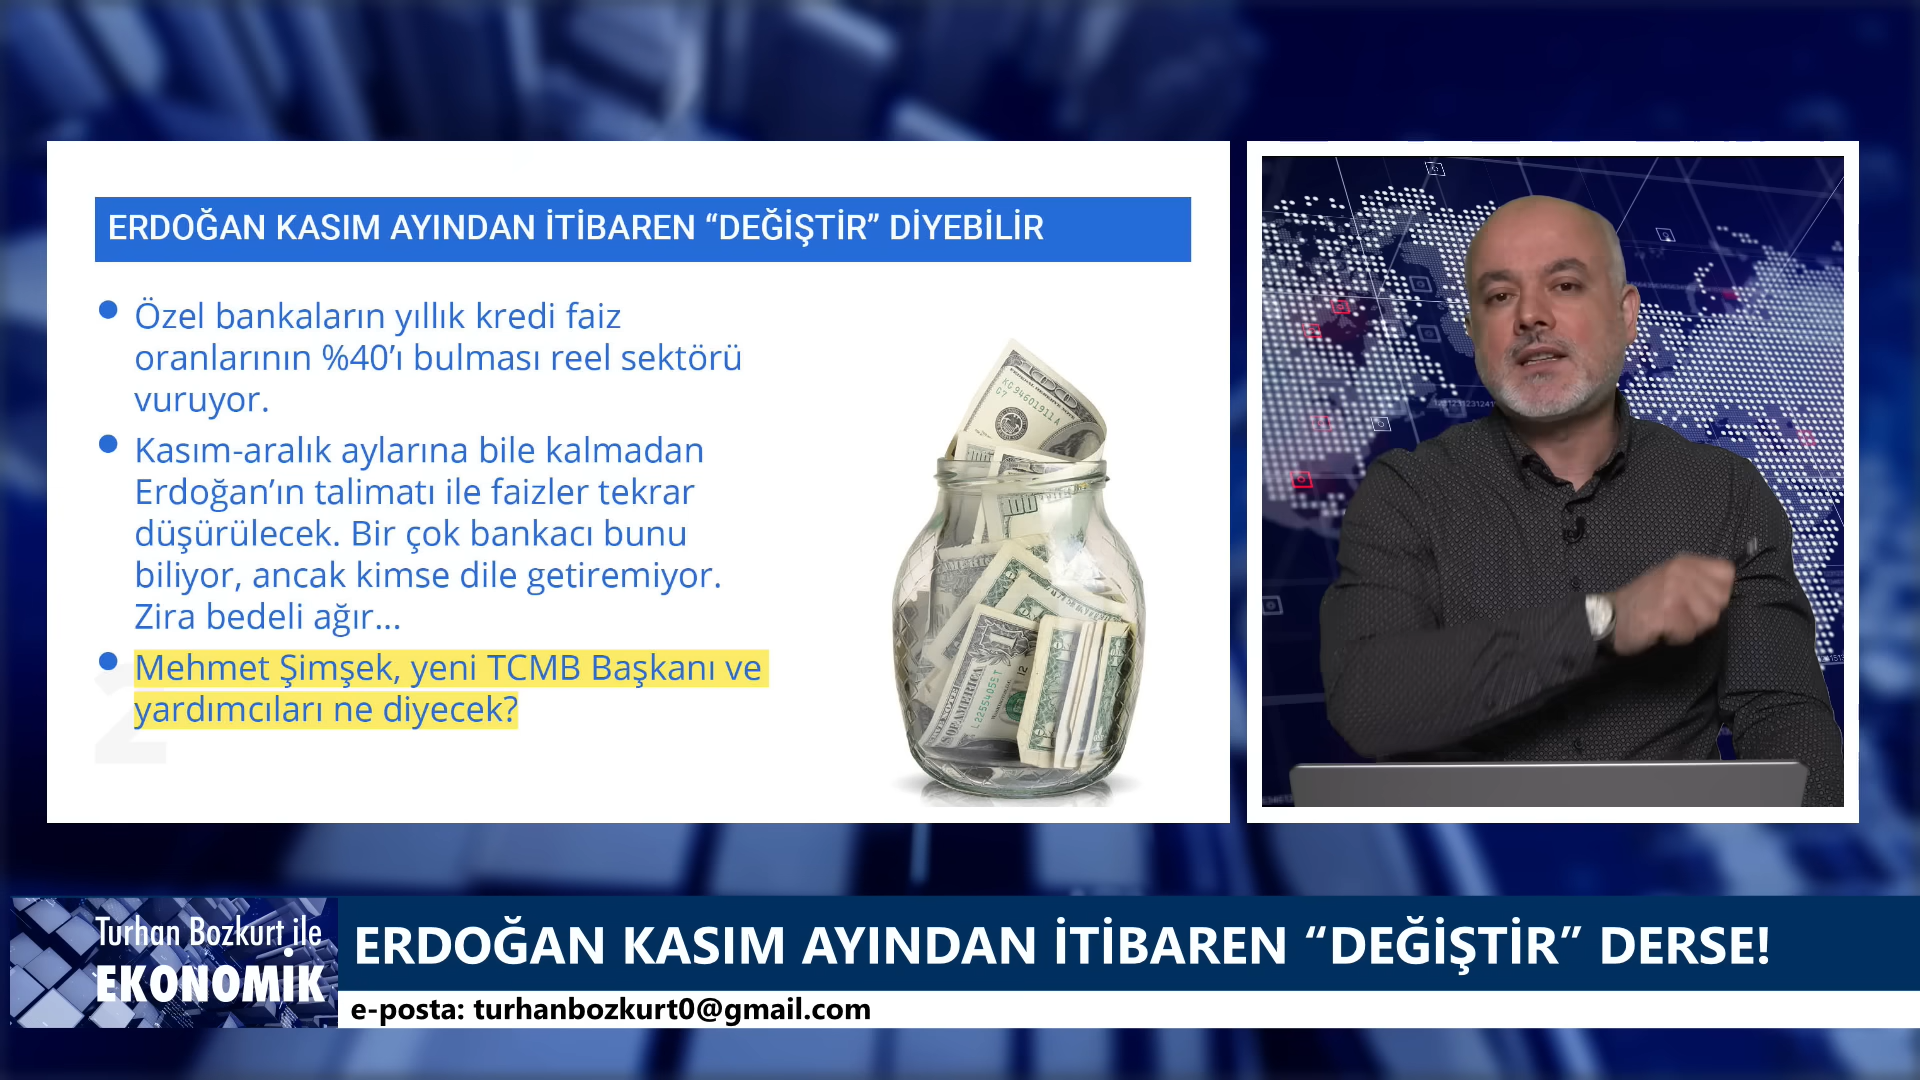 ERDOĞAN KASIM AYINDAN İTİBAREN “DEĞİŞTİR” DİYEBİLİR
Özel bankaların yıllık kredi faiz
oranlarının %40’ı bulması reel sektörü
vuruyor.
Kasım-aralık aylarına bile kalmadan
Erdoğan’ın talimatı ile faizler tekrar
düşürülecek. Bir çok bankacı bunu
biliyor, ancak kimse dile getiremiyor.
Zira bedeli ağır...
Mehmet Şimşek, yeni TCMB Başkanı ve
yardımcıları ne diyecek?
2
Turhan Bozkurt ile
EKONOMİK
ERDOĞAN KASIM AYINDAN İTİBAREN “DEĞİŞTİR” DERSE!
e-posta: turhanbozkurt0@gmail.com